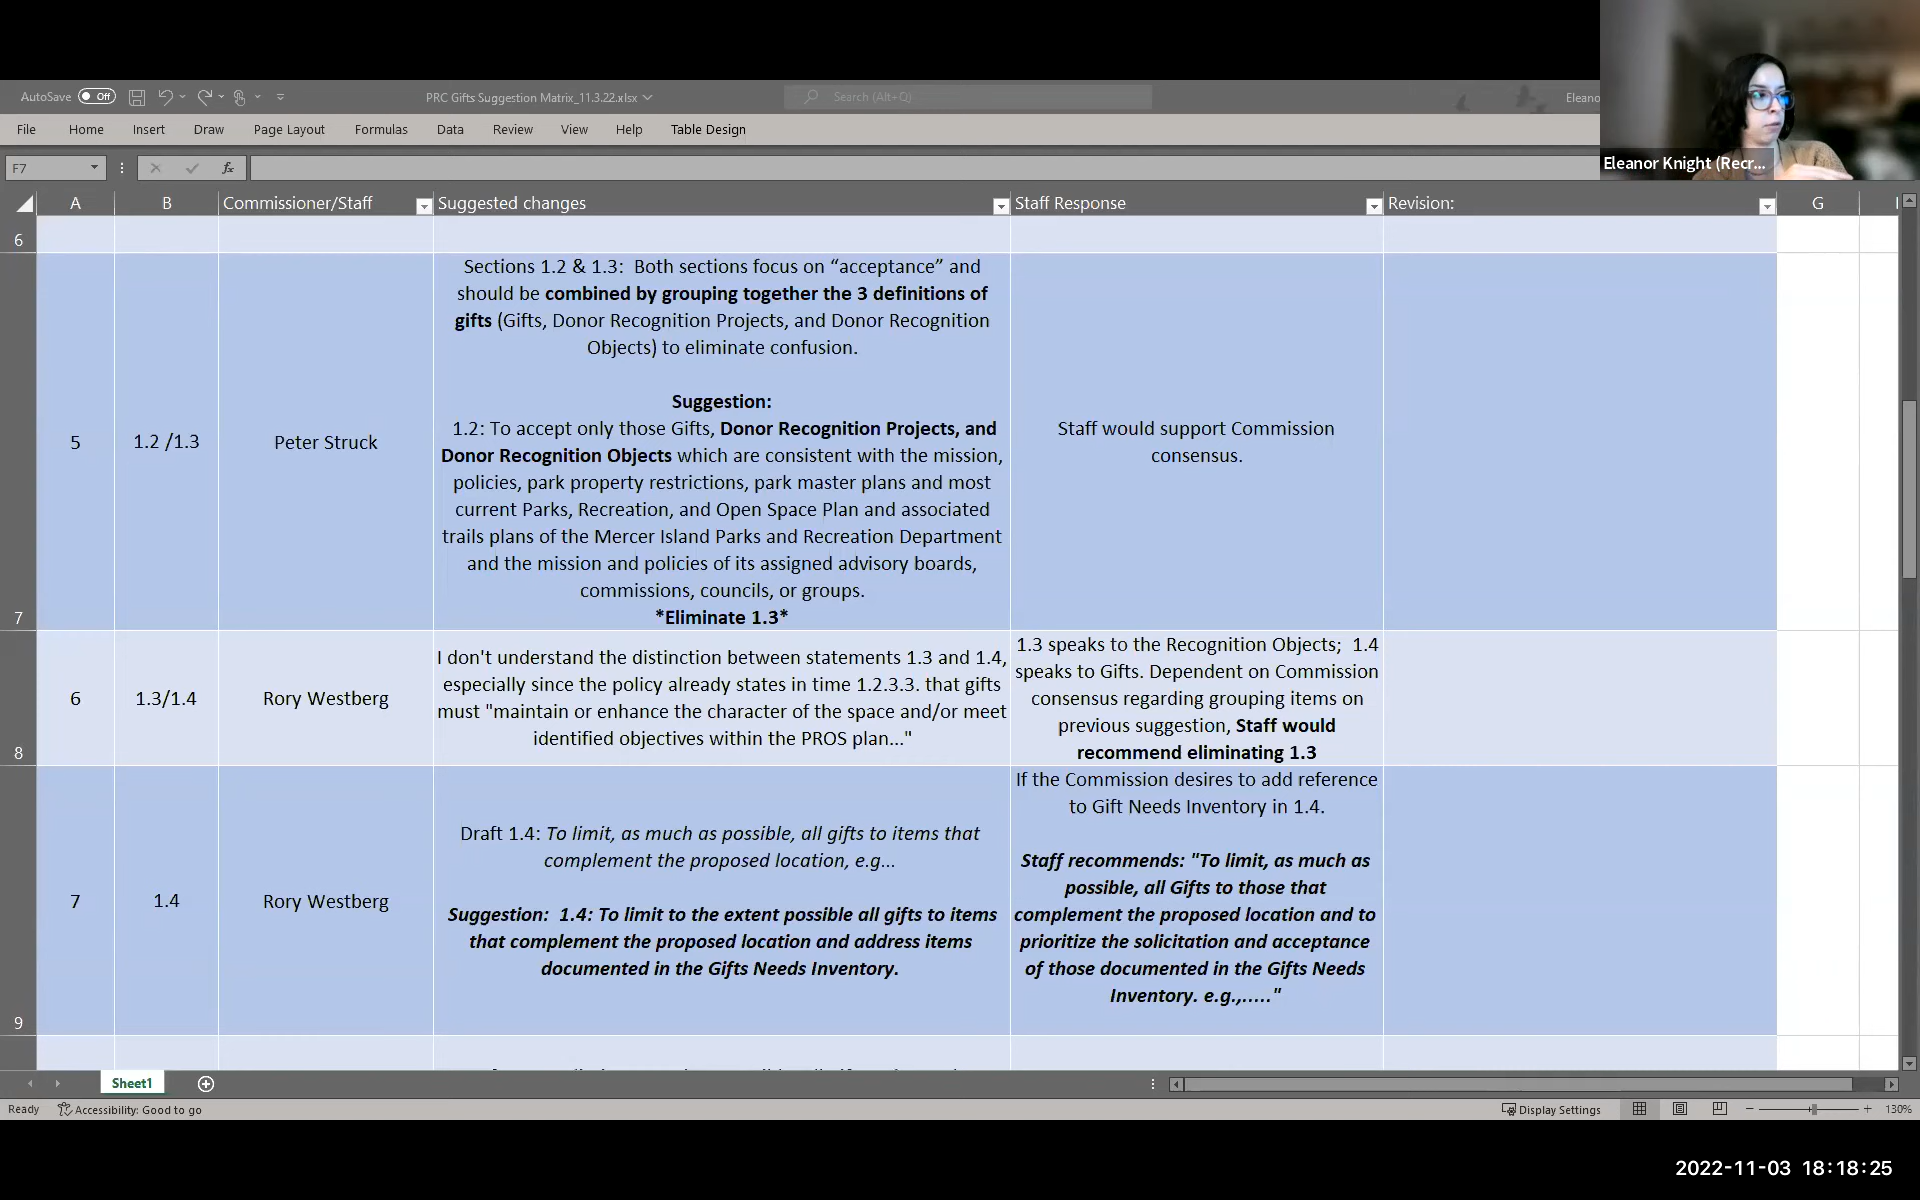 AutoSave Off
PRC Gifts Suggestion Matrix_11.3.22.xlsx
Search (Alt+Q)
Eleano
File Home Insert Draw Page Layout Formulas Data Review View Help Table Design
Eleanor Knight (Recr...
F7
fx
A B Commissioner/Staff Suggested changes Staff Response Revision: G
6
Sections 1.2 & 1.3:  Both sections focus on “acceptance” and
should be combined by grouping together the 3 definitions of
gifts (Gifts, Donor Recognition Projects, and Donor Recognition
Objects) to eliminate confusion.
Suggestion:
1.2: To accept only those Gifts, Donor Recognition Projects, and
Donor Recognition Objects which are consistent with the mission,
policies, park property restrictions, park master plans and most
current Parks, Recreation, and Open Space Plan and associated
trails plans of the Mercer Island Parks and Recreation Department
and the mission and policies of its assigned advisory boards,
commissions, councils, or groups.
*Eliminate 1.3*
5 1.2 /1.3 Peter Struck
Staff would support Commission
consensus.
7
6 1.3/1.4 Rory Westberg
I don't understand the distinction between statements 1.3 and 1.4,
especially since the policy already states in time 1.2.3.3. that gifts
must "maintain or enhance the character of the space and/or meet
identified objectives within the PROS plan..."
1.3 speaks to the Recognition Objects;  1.4
speaks to Gifts. Dependent on Commission
consensus regarding grouping items on
previous suggestion, Staff would
recommend eliminating 1.3
8
7 1.4 Rory Westberg
Draft 1.4: To limit, as much as possible, all gifts to items that
complement the proposed location, e.g...
Suggestion:  1.4: To limit to the extent possible all gifts to items
that complement the proposed location and address items
documented in the Gifts Needs Inventory.
If the Commission desires to add reference
to Gift Needs Inventory in 1.4.
Staff recommends: "To limit, as much as
possible, all Gifts to those that
complement the proposed location and to
prioritize the solicitation and acceptance
of those documented in the Gifts Needs
Inventory. e.g.,....."
9
Sheet1
Ready Accessibility: Good to go Display Settings 130%
2022-11-03 18:18:25